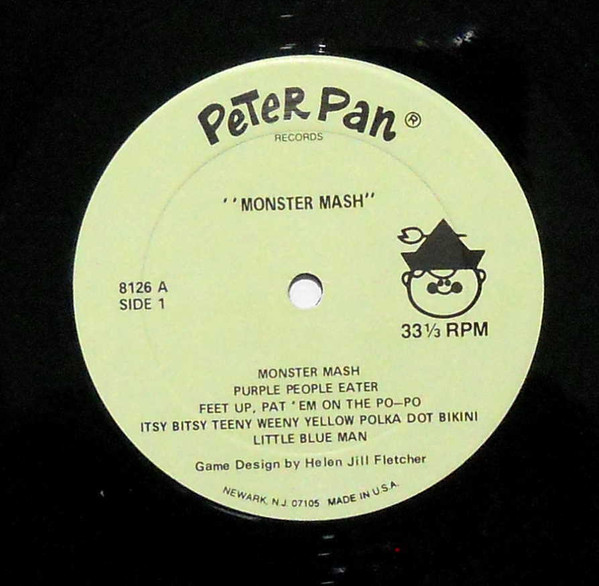 PETER PAN®
RECORDS
''MONSTER MASH''
8126 A
SIDE 1
33⅓ RPM
MONSTER MASH
PURPLE PEOPLE EATER
FEET UP, PAT 'EM ON THE PO-PO
ITSY BITSY TEENY WEENY YELLOW POLKA DOT BIKINI
LITTLE BLUE MAN
Game Design by Helen Jill Fletcher
NEWARK, N.J. 07105 MADE IN U.S.A.